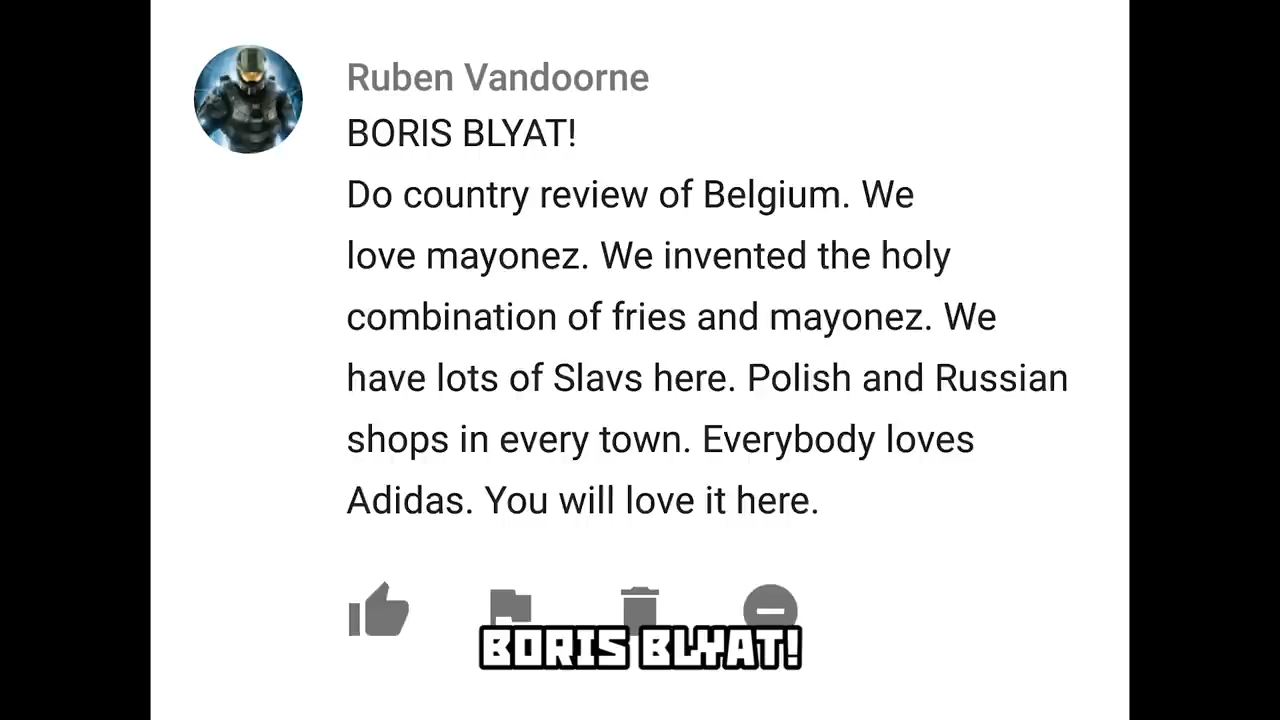 Ruben Vandoorne
BORIS BLYAT!
Do country review of Belgium. We
love mayonez. We invented the holy
combination of fries and mayonez. We
have lots of Slavs here. Polish and Russian
shops in every town. Everybody loves
Adidas. You will love it here.
BORIS BLYAT!